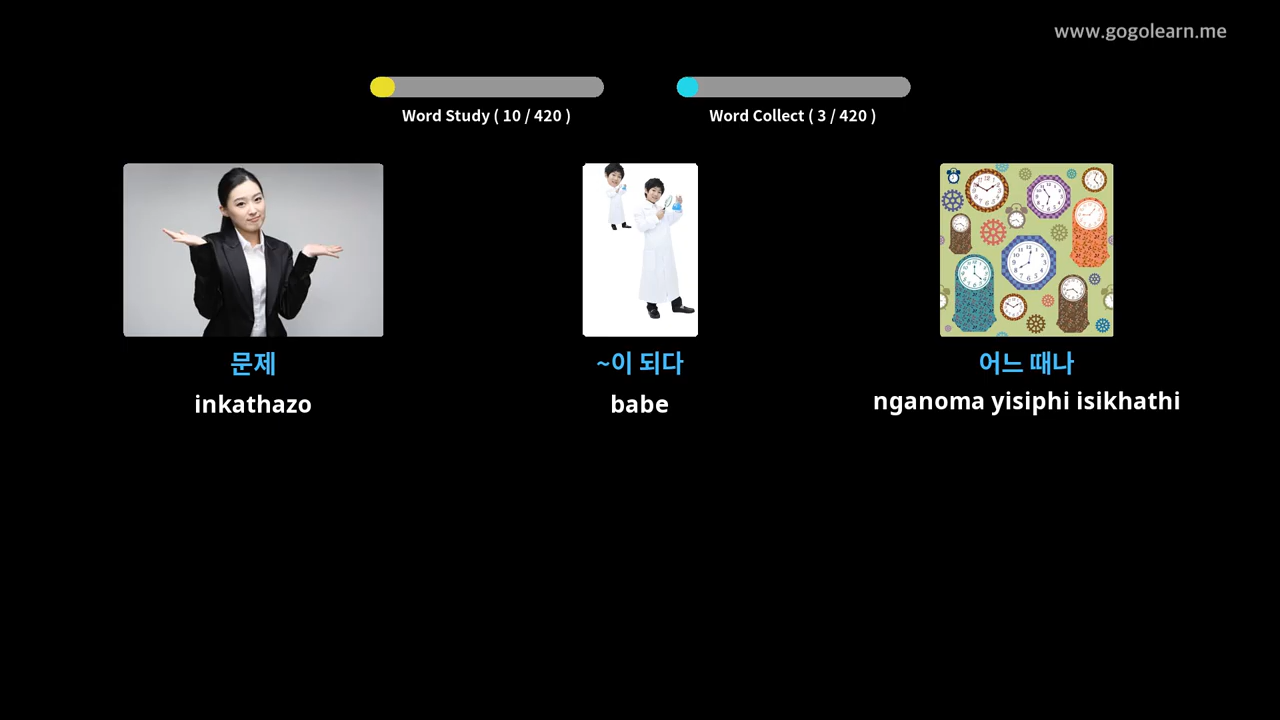 www.gogolearn.me
Word Study ( 10 / 420 )
Word Collect ( 3 / 420 )
문제
~이 되다
어느 때나
inkathazo
babe
nganoma yisiphi isikhathi